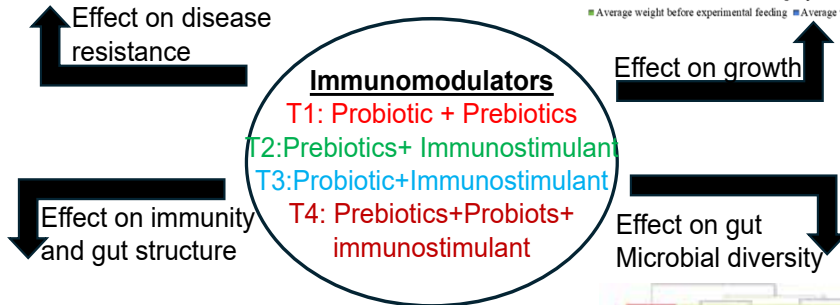 Average weight before experimental feeding Average
Effect on disease
resistance
Immunomodulators
T1: Probiotic + Prebiotics
T2:Prebiotics+ Immunostimulant
T3:Probiotic+Immunostimulant
T4: Prebiotics+Probiots+
immunostimulant
Effect on growth
Effect on immunity
and gut structure
Effect on gut
Microbial diversity